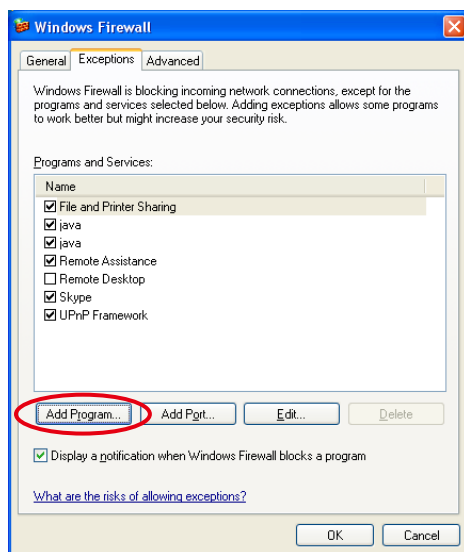 Windows Firewall
General Exceptions Advanced
Windows Firewall is blocking incoming network connections, except for the
programs and services selected below. Adding exceptions allows some programs
to work better but might increase your security risk.
Programs and Services:
Name
File and Printer Sharing
java
java
Remote Assistance
Remote Desktop
Skype
UPnP Framework
Add Program... Add Port... Edit... Delete
Display a notification when Windows Firewall blocks a program
What are the risks of allowing exceptions?
OK Cancel